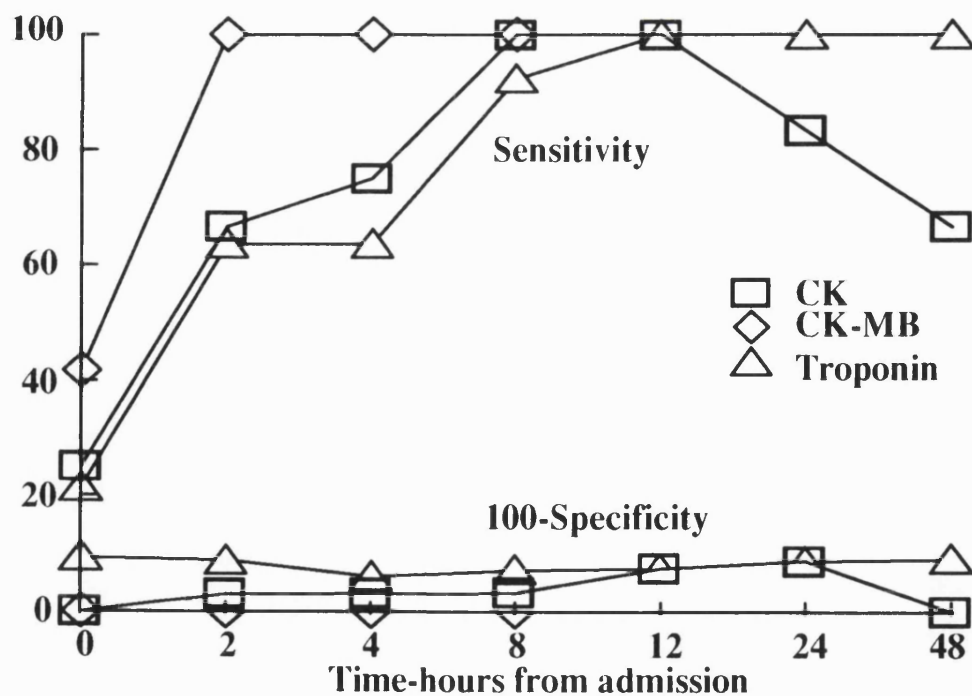 100
80
Sensitivity
60
CK
CK-MB
40
Troponin
20
100-Specificity
0
0 2 4 8 12 24 48
Time-hours from admission